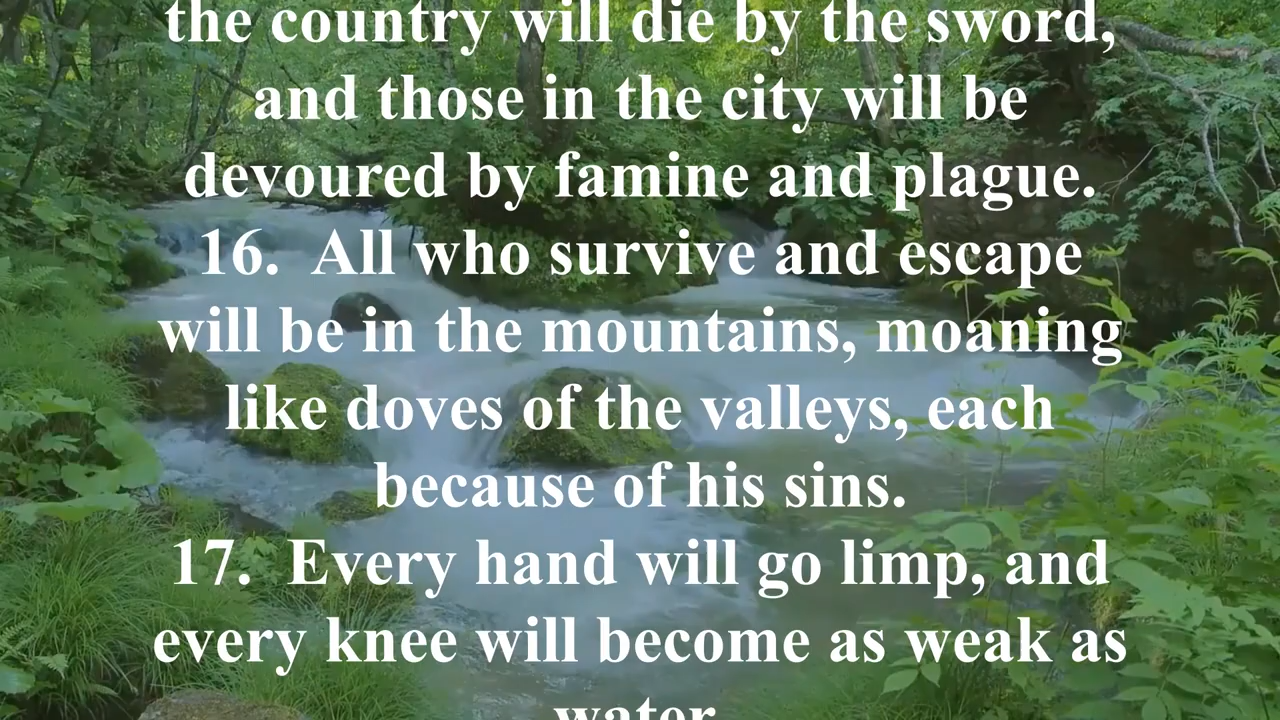 the country will die by the sword,
and those in the city will be
devoured by famine and plague.
16.  All who survive and escape
will be in the mountains, moaning
like doves of the valleys, each
because of his sins.
17.  Every hand will go limp, and
every knee will become as weak as
water.